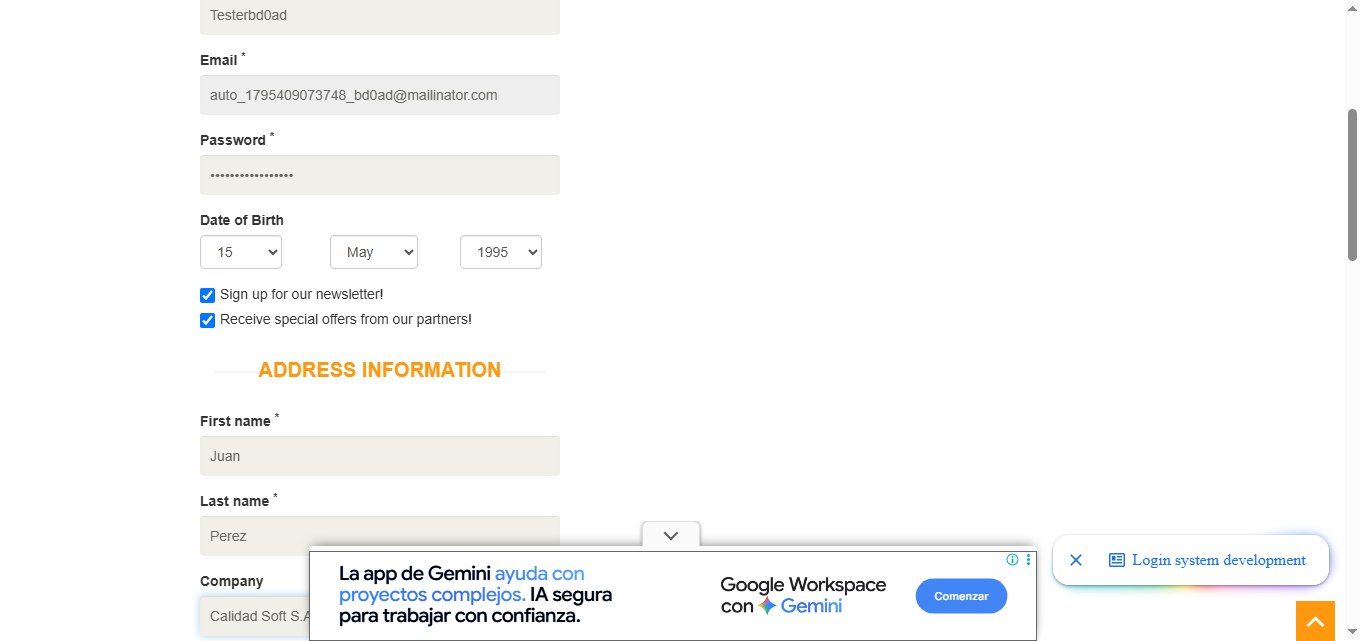 Testerbd0ad
Email *
auto_1795409073748_bd0ad@mailinator.com
Password *
•••••••••••••••••
Date of Birth
15 May 1995
Sign up for our newsletter!
Receive special offers from our partners!
ADDRESS INFORMATION
First name *
Juan
Last name *
Perez
Company
Calidad Soft S.A
La app de Gemini ayuda con
proyectos complejos. IA segura
para trabajar con confianza.
Google Workspace
con Gemini
Comenzar
Login system development